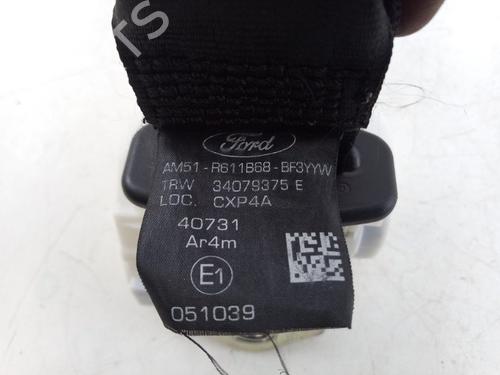 Ford
AM51-R611B68-BF3YYW
TRW 34079375 E
LOC. CXP4A
40731
Ar4m
E1
051039